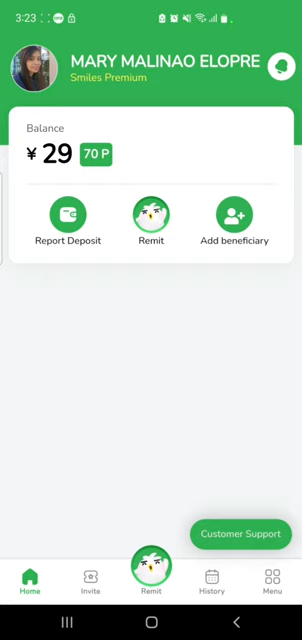 3:23
MARY MALINAO ELOPRE
Smiles Premium
Balance
¥ 29 70 P
Report Deposit Remit Add beneficiary
Customer Support
Home Invite Remit History Menu